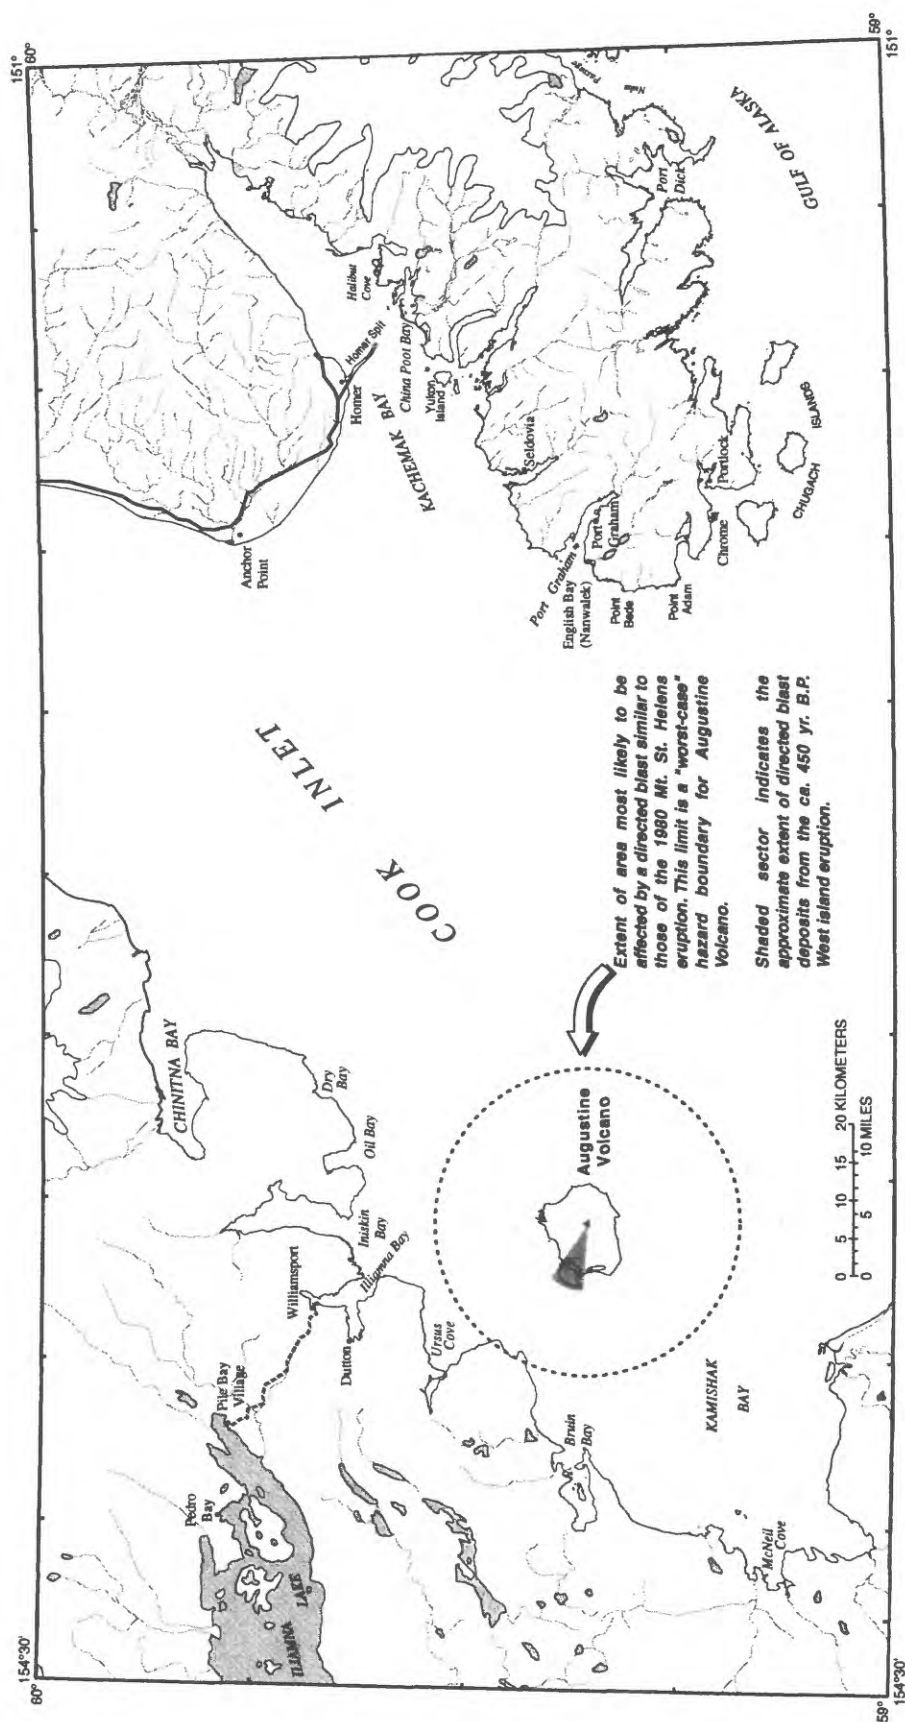 154°30'
60°
151°
60°
ILIAMNA
LAKE
Pedro
Bay
Pile Bay
Village
Williamsport
Dutton
Iliamna Bay
Iniskin
Bay
Oil Bay
Dry
Bay
CHINITNA BAY
Ursus
Cove
Bruin
Bay
KAMISHAK
BAY
McNeil
Cove
Augustine
Volcano
COOK
INLET
Anchor
Point
Homer
Homer Spit
KACHEMAK BAY
Halibut
Cove
China Poot Bay
Yukon
Island
Seldovia
Port Graham
English Bay
(Nanwalek)
Port
Graham
Point
Bede
Point
Adam
Chrome
Portlock
CHUGACH
ISLANDS
Port
Dick
Nuka
Passage
GULF OF ALASKA
Extent of area most likely to be
affected by a directed blast similar to
those of the 1980 Mt. St. Helens
eruption. This limit is a "worst-case"
hazard boundary for Augustine
Volcano.
Shaded sector indicates the
approximate extent of directed blast
deposits from the ca. 450 yr. B.P.
West Island eruption.
0 5 10 15 20 KILOMETERS
0 5 10 MILES
59°
154°30'
59°
151°